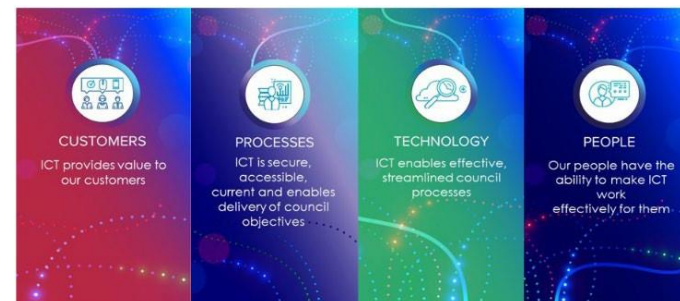 CUSTOMERS
ICT provides value to
our customers
PROCESSES
ICT is secure,
accessible,
current and enables
delivery of council
objectives
TECHNOLOGY
ICT enables effective,
streamlined council
processes
PEOPLE
Our people have the
ability to make ICT
work
effectively for them